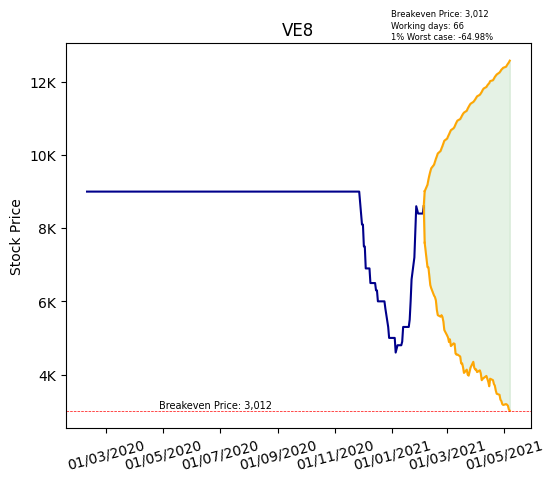 Breakeven Price: 3,012
Working days: 66
1% Worst case: -64.98%
VE8
Stock Price
12K
10K
8K
6K
4K
Breakeven Price: 3,012
01/03/2020 01/05/2020 01/07/2020 01/09/2020 01/11/2020 01/01/2021 01/03/2021 01/05/2021